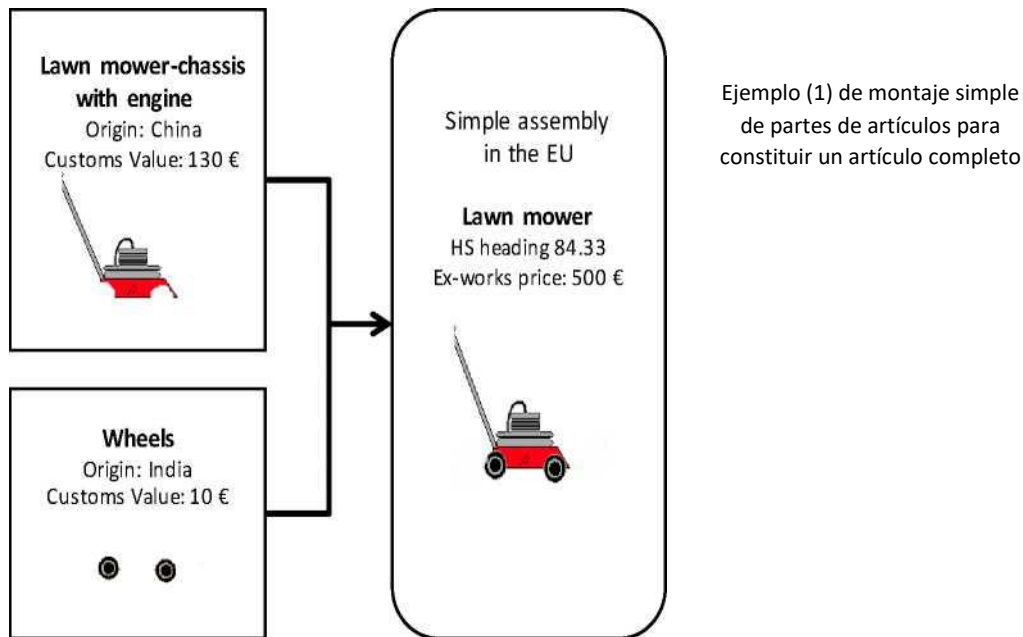 Lawn mower-chassis
with engine
Origin: China
Customs Value: 130 €
Wheels
Origin: India
Customs Value: 10 €
Simple assembly
in the EU
Lawn mower
HS heading 84.33
Ex-works price: 500 €
Ejemplo (1) de montaje simple
de partes de artículos para
constituir un artículo completo